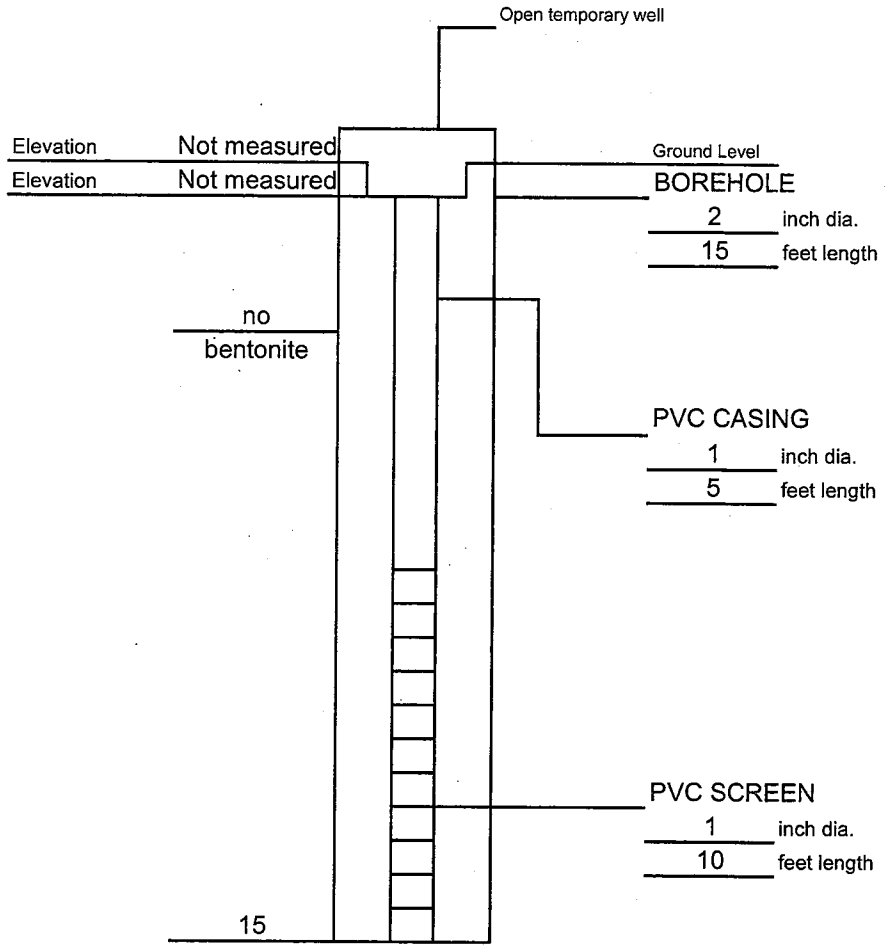 Open temporary well
Elevation Not measured
Ground Level
Elevation Not measured
BOREHOLE
2 inch dia.
15 feet length
no
bentonite
PVC CASING
1 inch dia.
5 feet length
PVC SCREEN
1 inch dia.
10 feet length
15